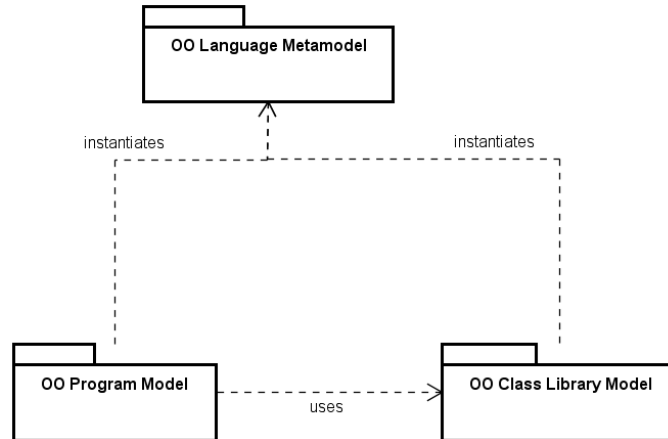 OO Language Metamodel
instantiates
instantiates
OO Program Model
OO Class Library Model
uses